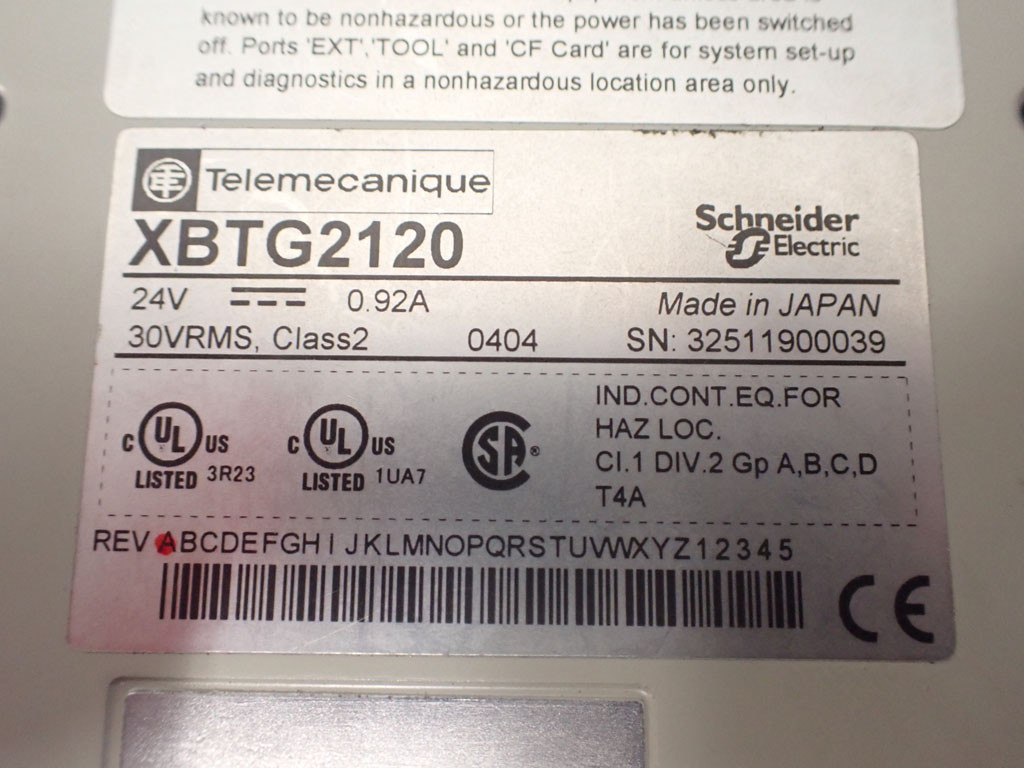 known to be nonhazardous or the power has been switched
off. Ports 'EXT','TOOL' and 'CF Card' are for system set-up
and diagnostics in a nonhazardous location area only.
Telemecanique
XBTG2120
Schneider
Electric
24V 0.92A Made in JAPAN
30VRMS, Class2 0404 SN: 32511900039
C UL US LISTED 3R23
C UL US LISTED 1UA7
SA®
IND.CONT.EQ.FOR
HAZ LOC.
CI.1 DIV.2 Gp A,B,C,D
T4A
REV ABCDEFGHIJKLMNOPQRSTUVWXYZ12345
CE